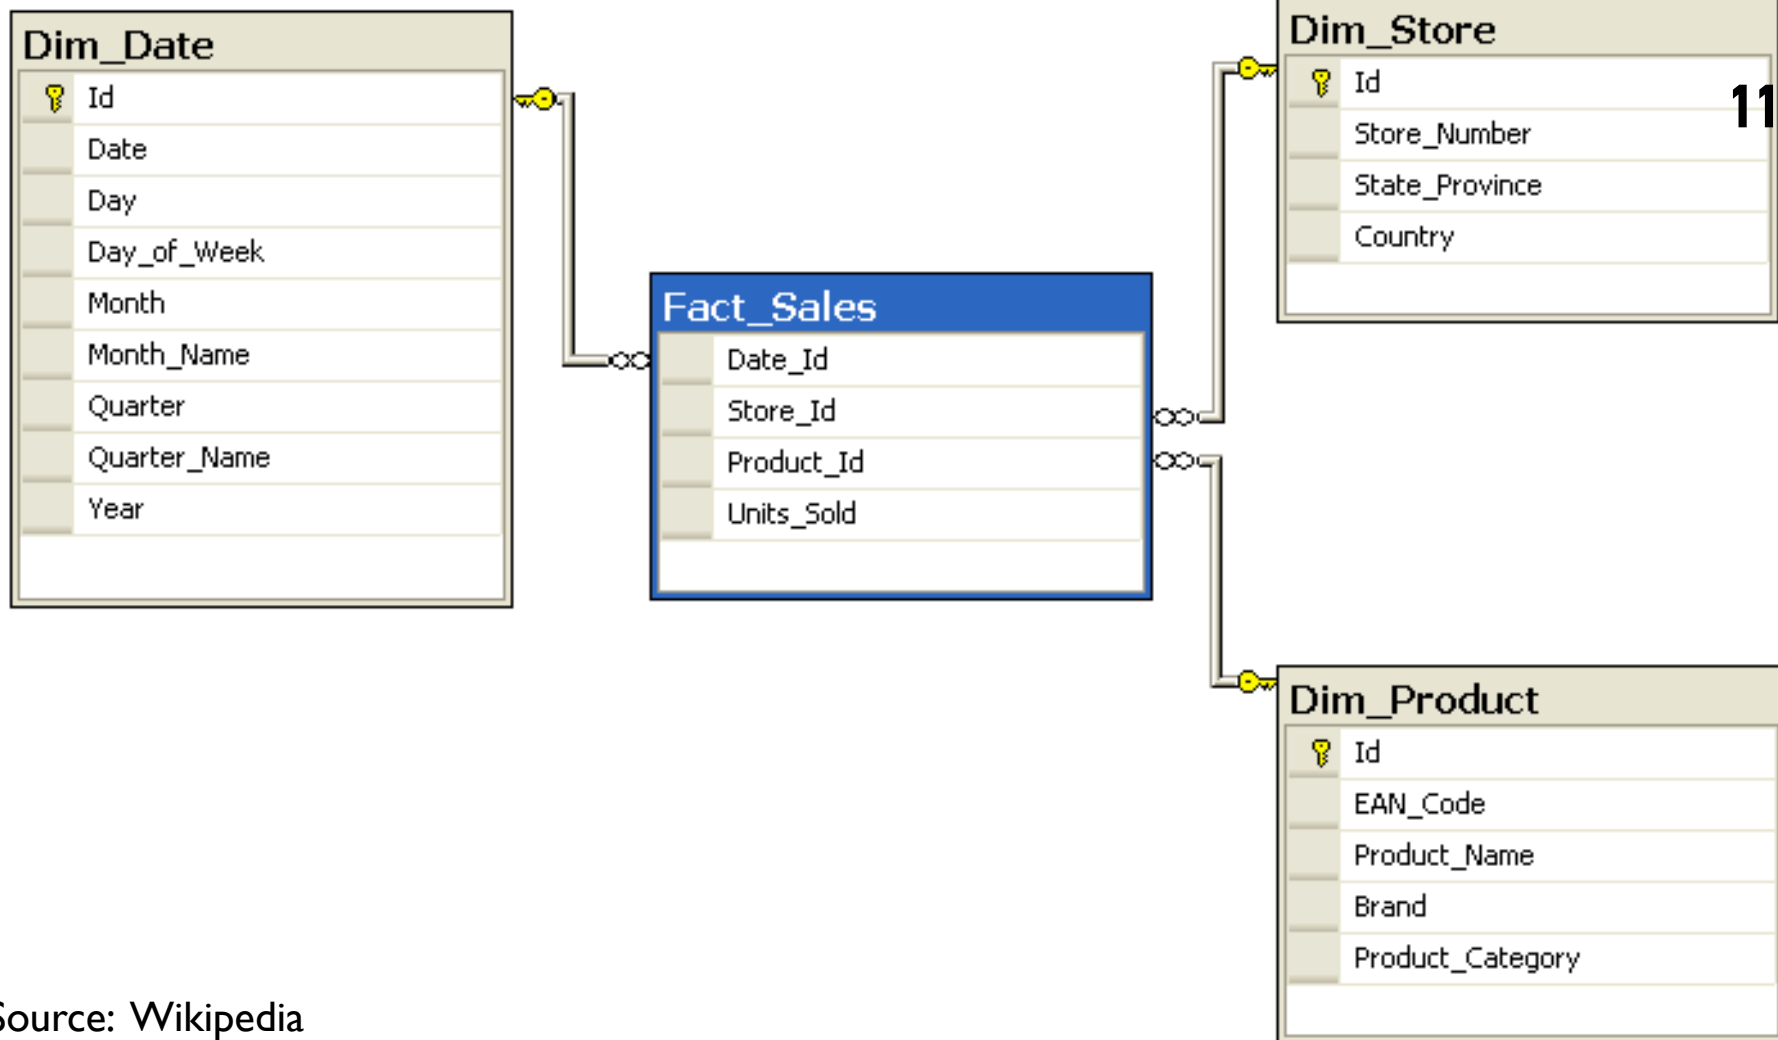 Dim_Date
Id
Date
Day
Day_of_Week
Month
Month_Name
Quarter
Quarter_Name
Year
Fact_Sales
Date_Id
Store_Id
Product_Id
Units_Sold
Dim_Store
Id
Store_Number
State_Province
Country
11
Dim_Product
Id
EAN_Code
Product_Name
Brand
Product_Category
Source: Wikipedia